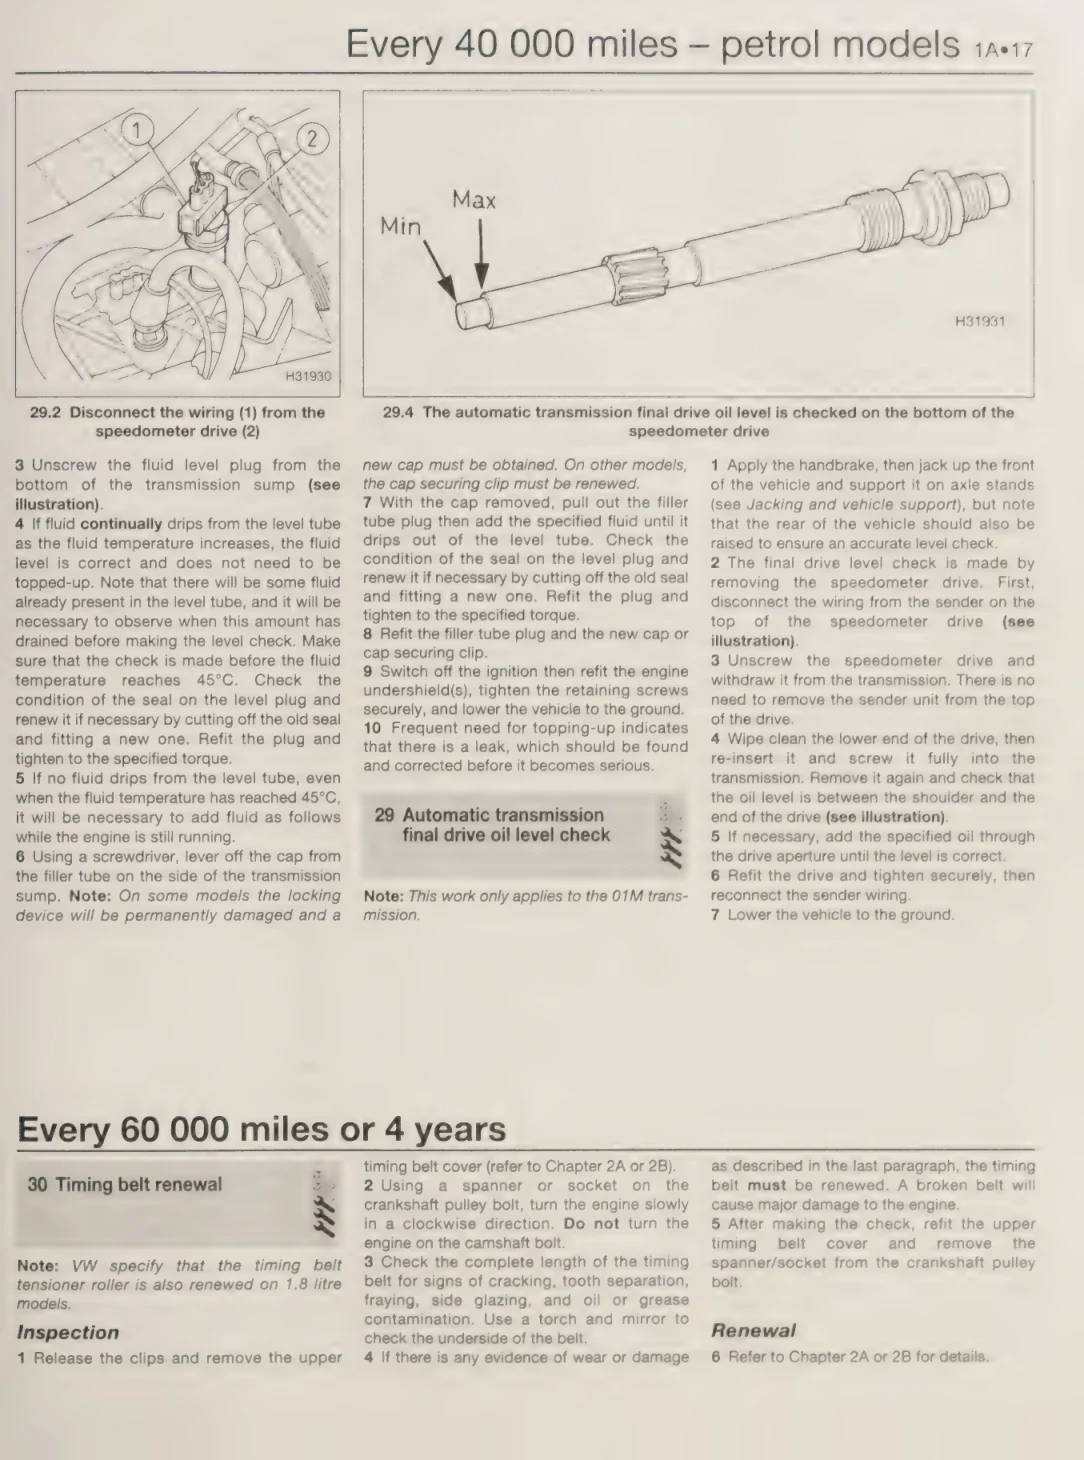 Every 40 000 miles – petrol models 1A•17
1
2
H31930
29.2 Disconnect the wiring (1) from the
speedometer drive (2)
Min
Max
H31931
29.4 The automatic transmission final drive oil level is checked on the bottom of the
speedometer drive
3 Unscrew the fluid level plug from the
bottom of the transmission sump (see
illustration).
4 If fluid continually drips from the level tube
as the fluid temperature increases, the fluid
level is correct and does not need to be
topped-up. Note that there will be some fluid
already present in the level tube, and it will be
necessary to observe when this amount has
drained before making the level check. Make
sure that the check is made before the fluid
temperature reaches 45°C. Check the
condition of the seal on the level plug and
renew it if necessary by cutting off the old seal
and fitting a new one. Refit the plug and
tighten to the specified torque.
5 If no fluid drips from the level tube, even
when the fluid temperature has reached 45°C,
it will be necessary to add fluid as follows
while the engine is still running.
6 Using a screwdriver, lever off the cap from
the filler tube on the side of the transmission
sump. Note: On some models the locking
device will be permanently damaged and a
new cap must be obtained. On other models,
the cap securing clip must be renewed.
7 With the cap removed, pull out the filler
tube plug then add the specified fluid until it
drips out of the level tube. Check the
condition of the seal on the level plug and
renew it if necessary by cutting off the old seal
and fitting a new one. Refit the plug and
tighten to the specified torque.
8 Refit the filler tube plug and the new cap or
cap securing clip.
9 Switch off the ignition then refit the engine
undershield(s), tighten the retaining screws
securely, and lower the vehicle to the ground.
10 Frequent need for topping-up indicates
that there is a leak, which should be found
and corrected before it becomes serious.
29 Automatic transmission
final drive oil level check
Note: This work only applies to the 01M trans-
mission.
1 Apply the handbrake, then jack up the front
of the vehicle and support it on axle stands
(see Jacking and vehicle support), but note
that the rear of the vehicle should also be
raised to ensure an accurate level check.
2 The final drive level check is made by
removing the speedometer drive. First,
disconnect the wiring from the sender on the
top of the speedometer drive (see
illustration).
3 Unscrew the speedometer drive and
withdraw it from the transmission. There is no
need to remove the sender unit from the top
of the drive.
4 Wipe clean the lower end of the drive, then
re-insert it and screw it fully into the
transmission. Remove it again and check that
the oil level is between the shoulder and the
end of the drive (see illustration).
5 If necessary, add the specified oil through
the drive aperture until the level is correct.
6 Refit the drive and tighten securely, then
reconnect the sender wiring.
7 Lower the vehicle to the ground.
Every 60 000 miles or 4 years
30 Timing belt renewal
Note: VW specify that the timing belt
tensioner roller is also renewed on 1.8 litre
models.
Inspection
1 Release the clips and remove the upper
timing belt cover (refer to Chapter 2A or 2B).
2 Using a spanner or socket on the
crankshaft pulley bolt, turn the engine slowly
in a clockwise direction. Do not turn the
engine on the camshaft bolt.
3 Check the complete length of the timing
belt for signs of cracking, tooth separation,
fraying, side glazing, and oil or grease
contamination. Use a torch and mirror to
check the underside of the belt.
4 If there is any evidence of wear or damage
as described in the last paragraph, the timing
belt must be renewed. A broken belt will
cause major damage to the engine.
5 After making the check, refit the upper
timing belt cover and remove the
spanner/socket from the crankshaft pulley
bolt.
Renewal
6 Refer to Chapter 2A or 2B for details.